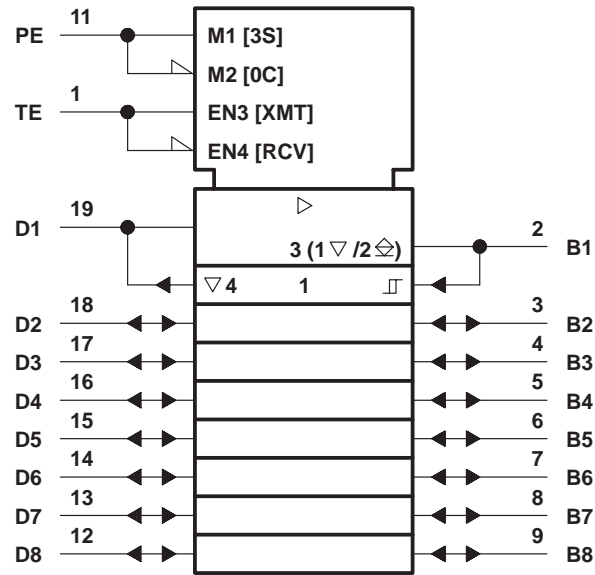 11
PE
M1 [3S]
M2 [0C]
1
TE
EN3 [XMT]
EN4 [RCV]
19
D1
▷
3 (1 ▽ /2 ⎒)
2
B1
▽ 4
1
18
D2
3
B2
17
D3
4
B3
16
D4
5
B4
15
D5
6
B5
14
D6
7
B6
13
D7
8
B7
12
D8
9
B8